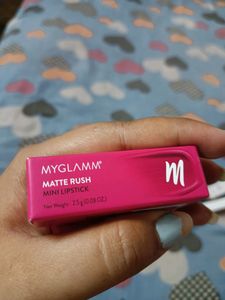 MYGLAMM®
MATTE RUSH
MINI LIPSTICK
Net Weight: 2.5 g (0.08 OZ.)
M